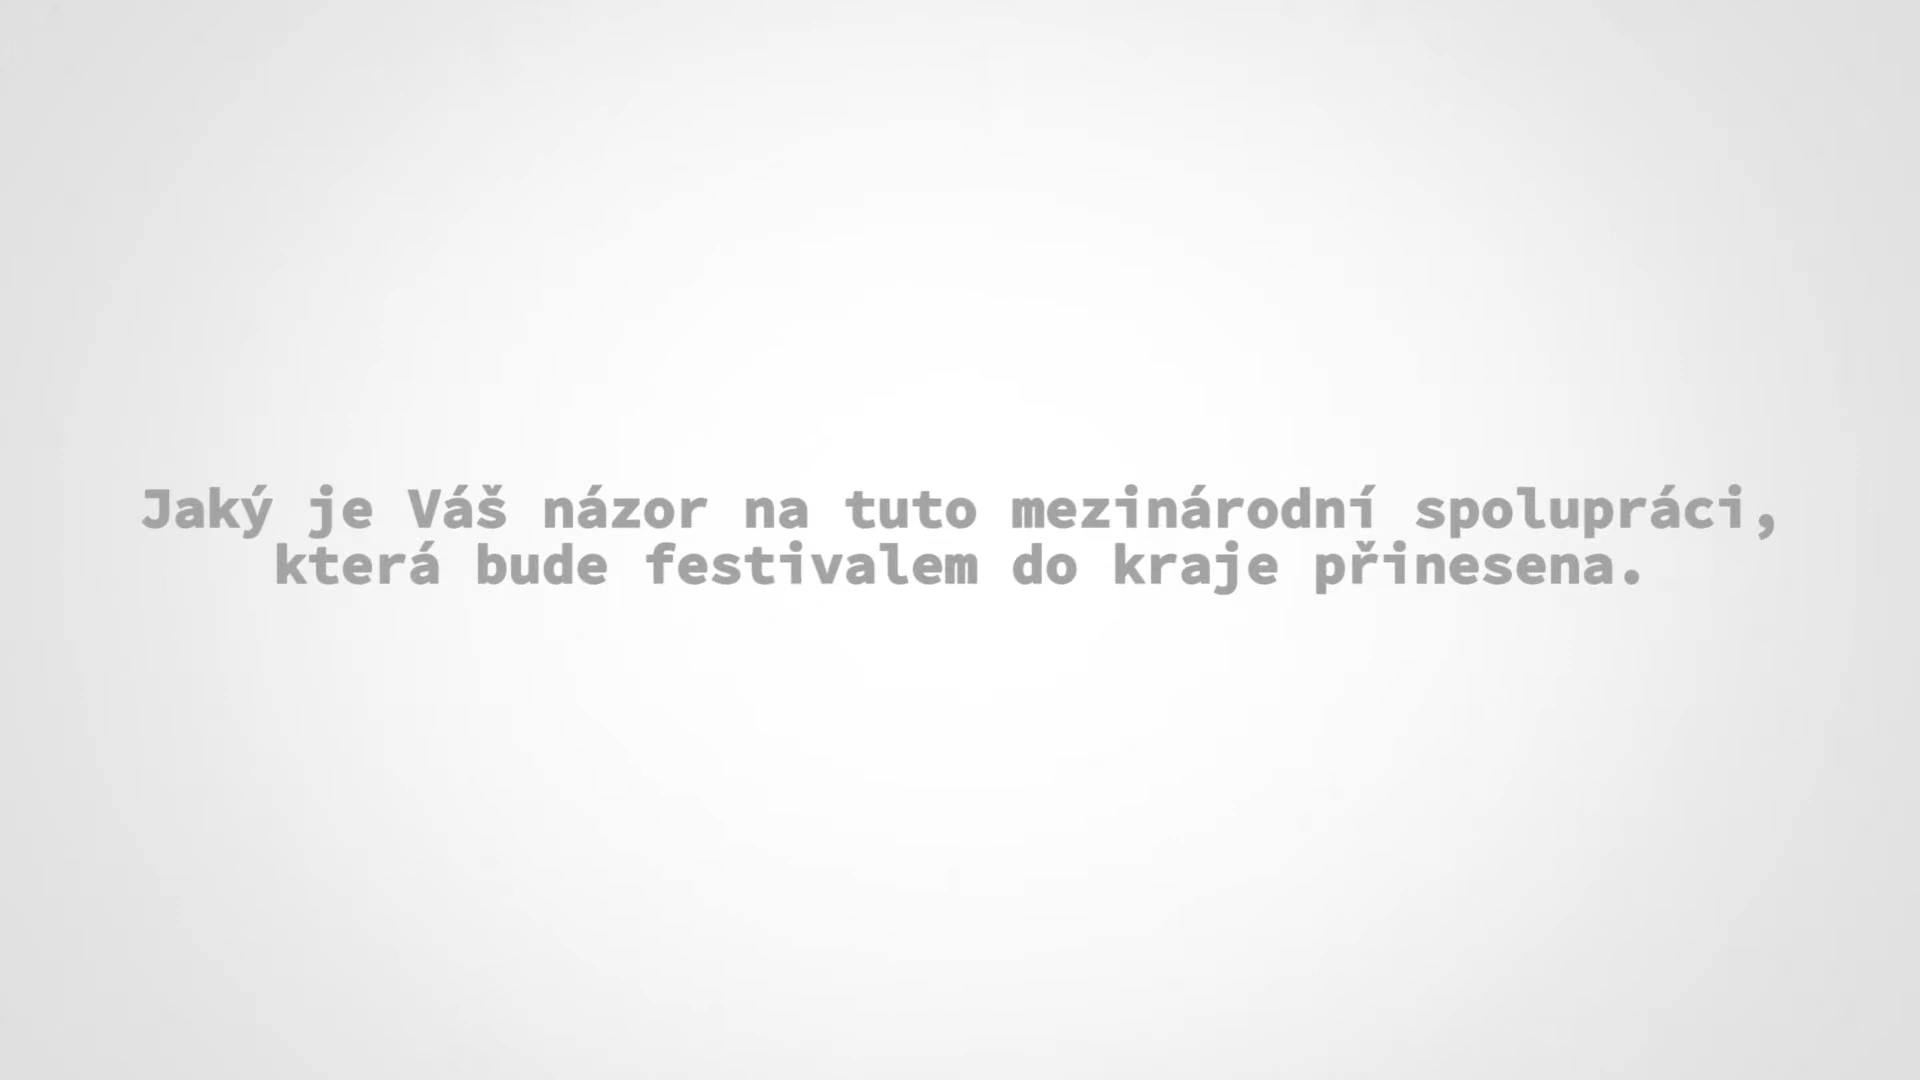 Jaký je Váš názor na tuto mezinárodní spolupráci,
která bude festivalem do kraje přinesena.